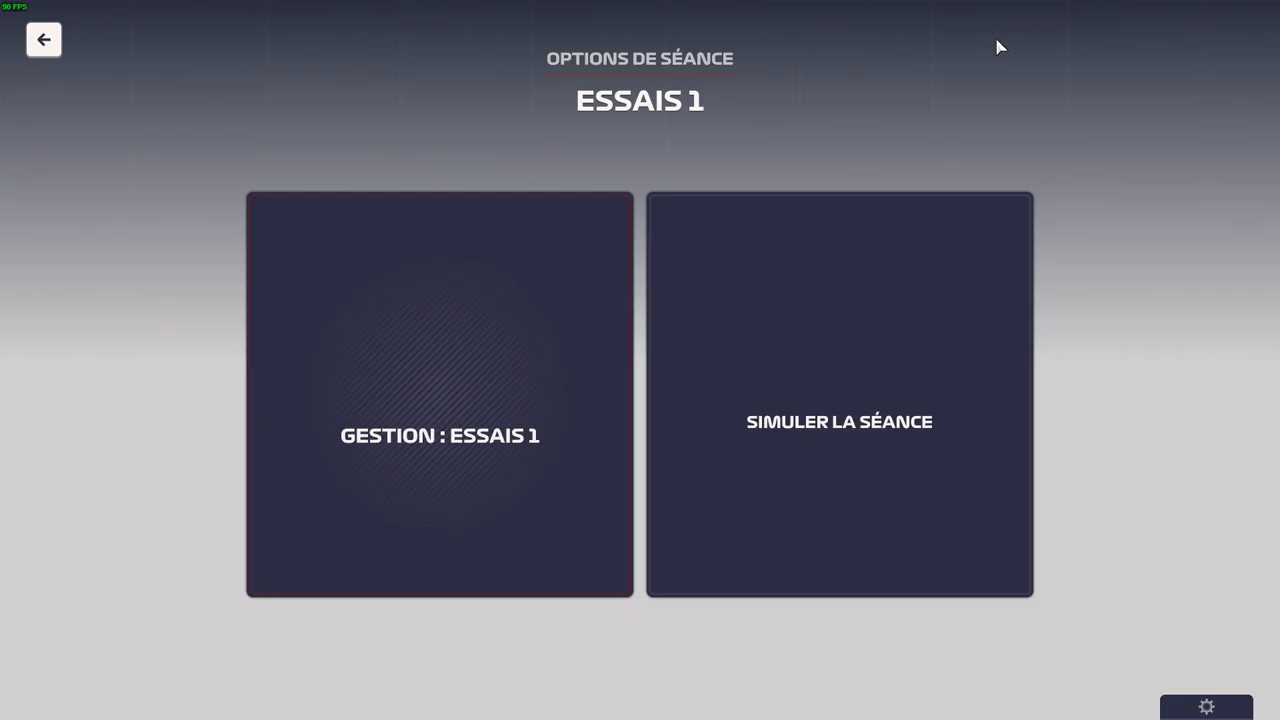 90 FPS
OPTIONS DE SÉANCE
ESSAIS 1
GESTION : ESSAIS 1
SIMULER LA SÉANCE